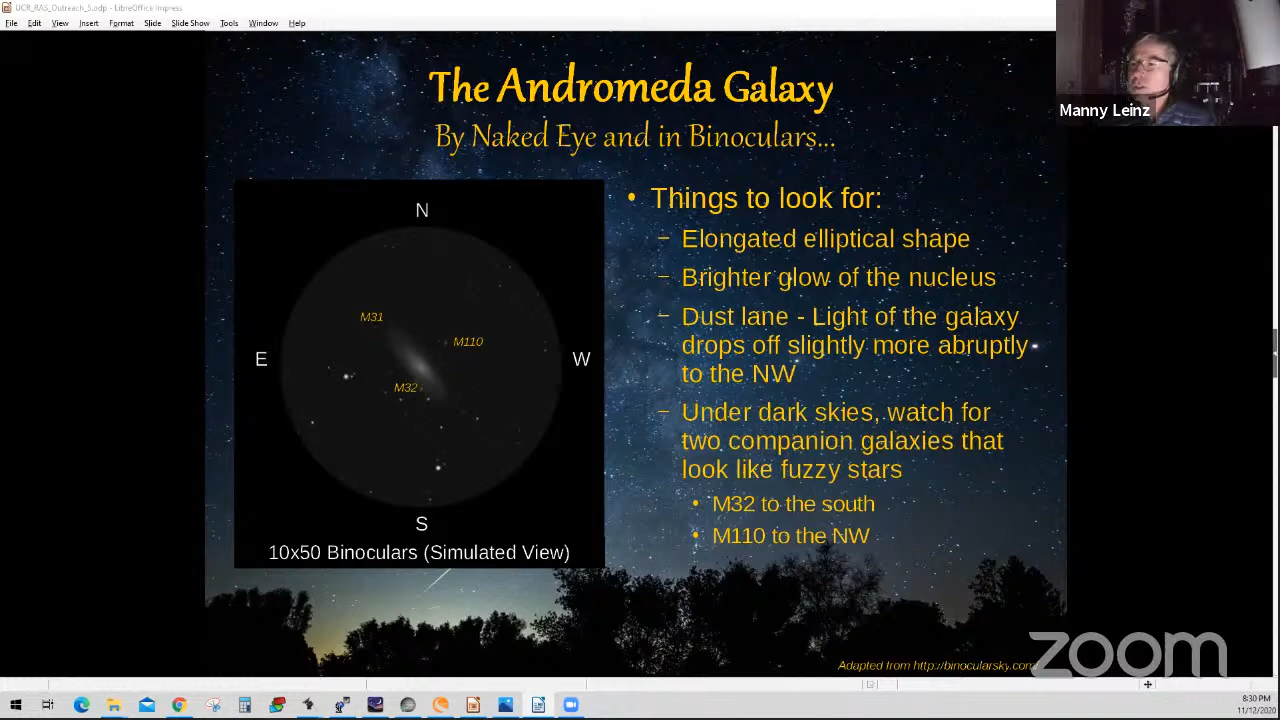 UCR_RAS_Outreach_5.odp - LibreOffice Impress
File Edit View Insert Format Slide Slide Show Tools Window Help
Manny Leinz
The Andromeda Galaxy
By Naked Eye and in Binoculars...
N
M31
M110
E
W
M32
S
10x50 Binoculars (Simulated View)
• Things to look for:
– Elongated elliptical shape
– Brighter glow of the nucleus
– Dust lane - Light of the galaxy
drops off slightly more abruptly
to the NW
– Under dark skies, watch for
two companion galaxies that
look like fuzzy stars
• M32 to the south
• M110 to the NW
Adapted from http://binocularsky.com/
zoom
8:30 PM
11/12/2020